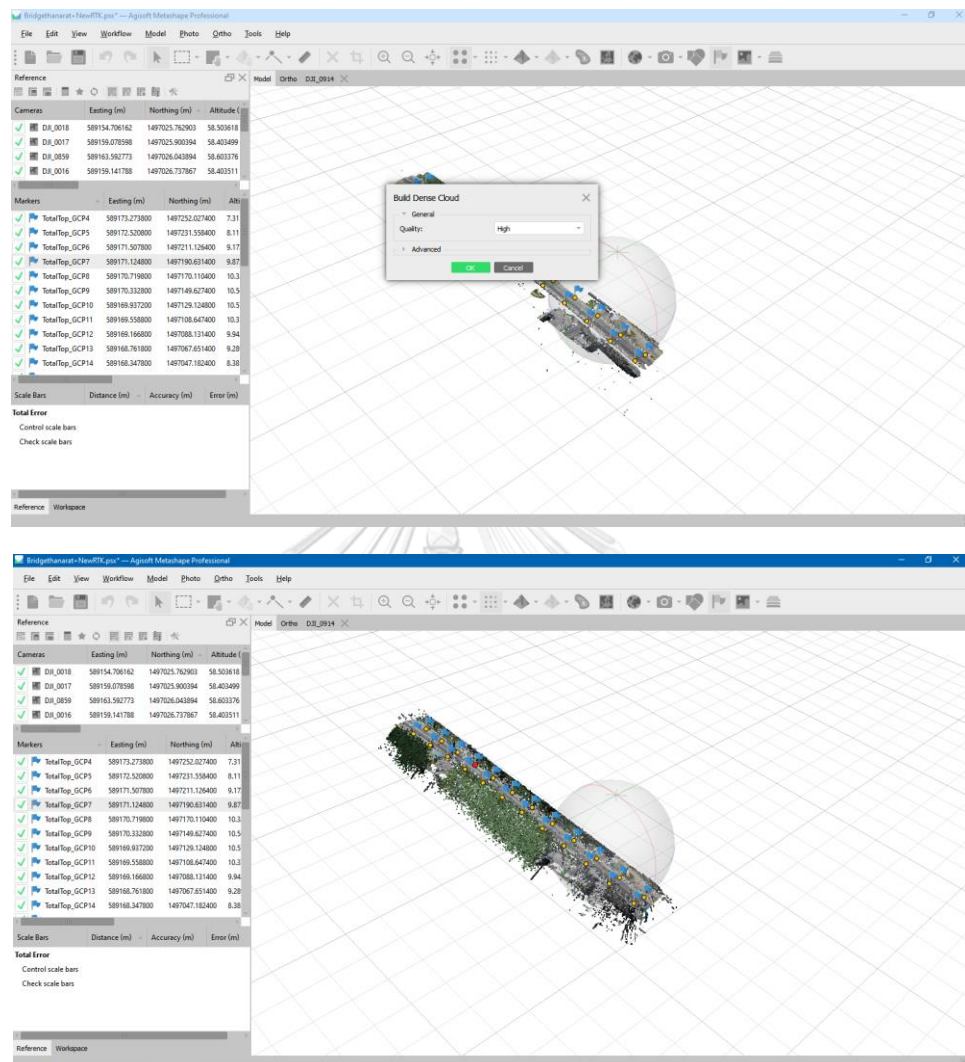 Bridgethanarat+NewRTK.psx* — Agisoft Metashape Professional
File Edit View Workflow Model Photo Ortho Tools Help
Reference
Model Ortho DJI_0914
Cameras Easting (m) Northing (m) Altitude (
DJI_0018 589154.706162 1497025.762903 58.503618
DJI_0017 589159.078598 1497025.900394 58.403499
DJI_0859 589163.592773 1497026.043894 58.603376
DJI_0016 589159.141788 1497026.737867 58.403511
Markers Easting (m) Northing (m) Alti
TotalTop_GCP4 589173.273800 1497252.027400 7.31
TotalTop_GCP5 589172.520800 1497231.558400 8.11
TotalTop_GCP6 589171.507800 1497211.126400 9.17
TotalTop_GCP7 589171.124800 1497190.631400 9.87
TotalTop_GCP8 589170.719800 1497170.110400 10.3
TotalTop_GCP9 589170.332800 1497149.627400 10.5
TotalTop_GCP10 589169.937200 1497129.124800 10.5
TotalTop_GCP11 589169.558800 1497108.647400 10.3
TotalTop_GCP12 589169.166800 1497088.131400 9.94
TotalTop_GCP13 589168.761800 1497067.651400 9.28
TotalTop_GCP14 589168.347800 1497047.182400 8.38
Scale Bars Distance (m) Accuracy (m) Error (m)
Total Error
Control scale bars
Check scale bars
Reference Workspace
Build Dense Cloud
General
Quality: High
Advanced
OK Cancel
Bridgethanarat+NewRTK.psx* — Agisoft Metashape Professional
File Edit View Workflow Model Photo Ortho Tools Help
Reference
Model Ortho DJI_0914
Cameras Easting (m) Northing (m) Altitude (
DJI_0018 589154.706162 1497025.762903 58.503618
DJI_0017 589159.078598 1497025.900394 58.403499
DJI_0859 589163.592773 1497026.043894 58.603376
DJI_0016 589159.141788 1497026.737867 58.403511
Markers Easting (m) Northing (m) Alti
TotalTop_GCP4 589173.273800 1497252.027400 7.31
TotalTop_GCP5 589172.520800 1497231.558400 8.11
TotalTop_GCP6 589171.507800 1497211.126400 9.17
TotalTop_GCP7 589171.124800 1497190.631400 9.87
TotalTop_GCP8 589170.719800 1497170.110400 10.3
TotalTop_GCP9 589170.332800 1497149.627400 10.5
TotalTop_GCP10 589169.937200 1497129.124800 10.5
TotalTop_GCP11 589169.558800 1497108.647400 10.3
TotalTop_GCP12 589169.166800 1497088.131400 9.94
TotalTop_GCP13 589168.761800 1497067.651400 9.28
TotalTop_GCP14 589168.347800 1497047.182400 8.38
Scale Bars Distance (m) Accuracy (m) Error (m)
Total Error
Control scale bars
Check scale bars
Reference Workspace